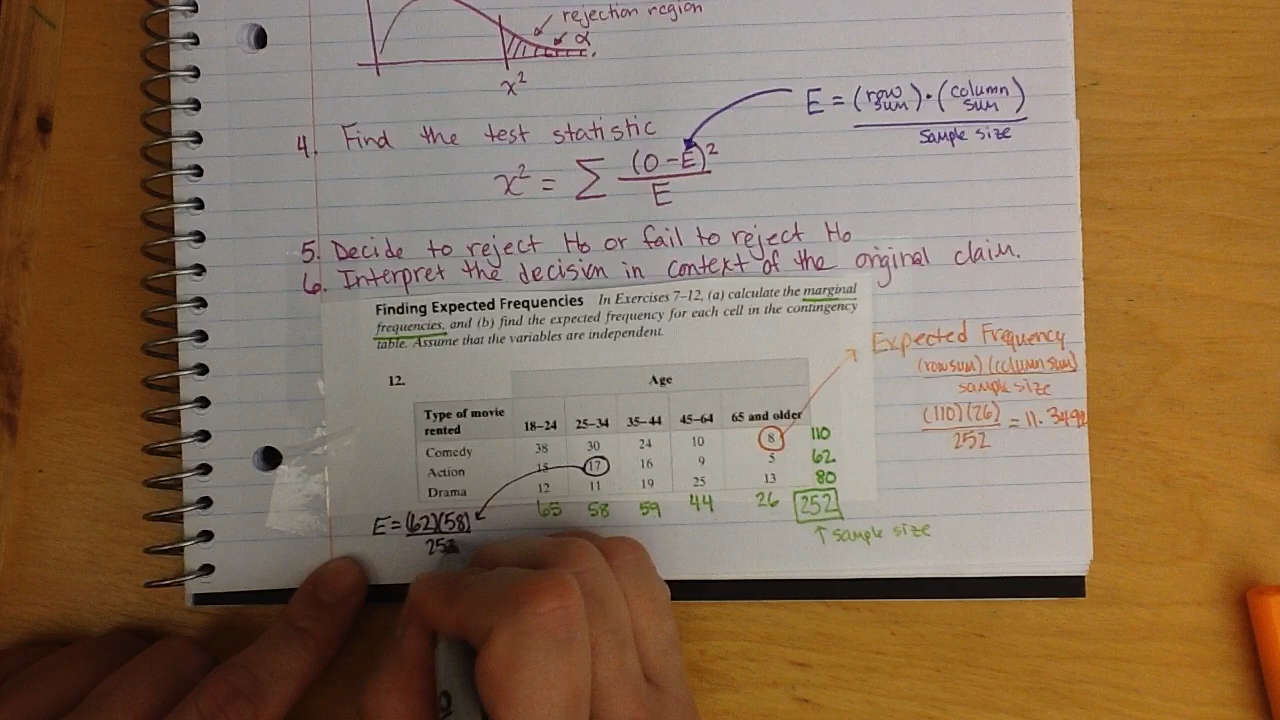 rejection region
α
x²
E = (row sum)·(column sum)
sample size
4. Find the test statistic
x² = Σ (O-E)²
E
5. Decide to reject Ho or fail to reject Ho
6. Interpret the decision in context of the original claim.
Finding Expected Frequencies In Exercises 7–12, (a) calculate the marginal
frequencies, and (b) find the expected frequency for each cell in the contingency
table. Assume that the variables are independent.
Expected Frequency
(row sum)(column sum)
sample size
(110)(26) = 11.3492
252
12.
Age
Type of movie rented 18–24 25–34 35–44 45–64 65 and older
Comedy 38 30 24 10 8 110
Action 15 17 16 9 5 62
Drama 12 11 19 25 13 80
65 58 59 44 26 252
↑ sample size
E = (62)(58)
252